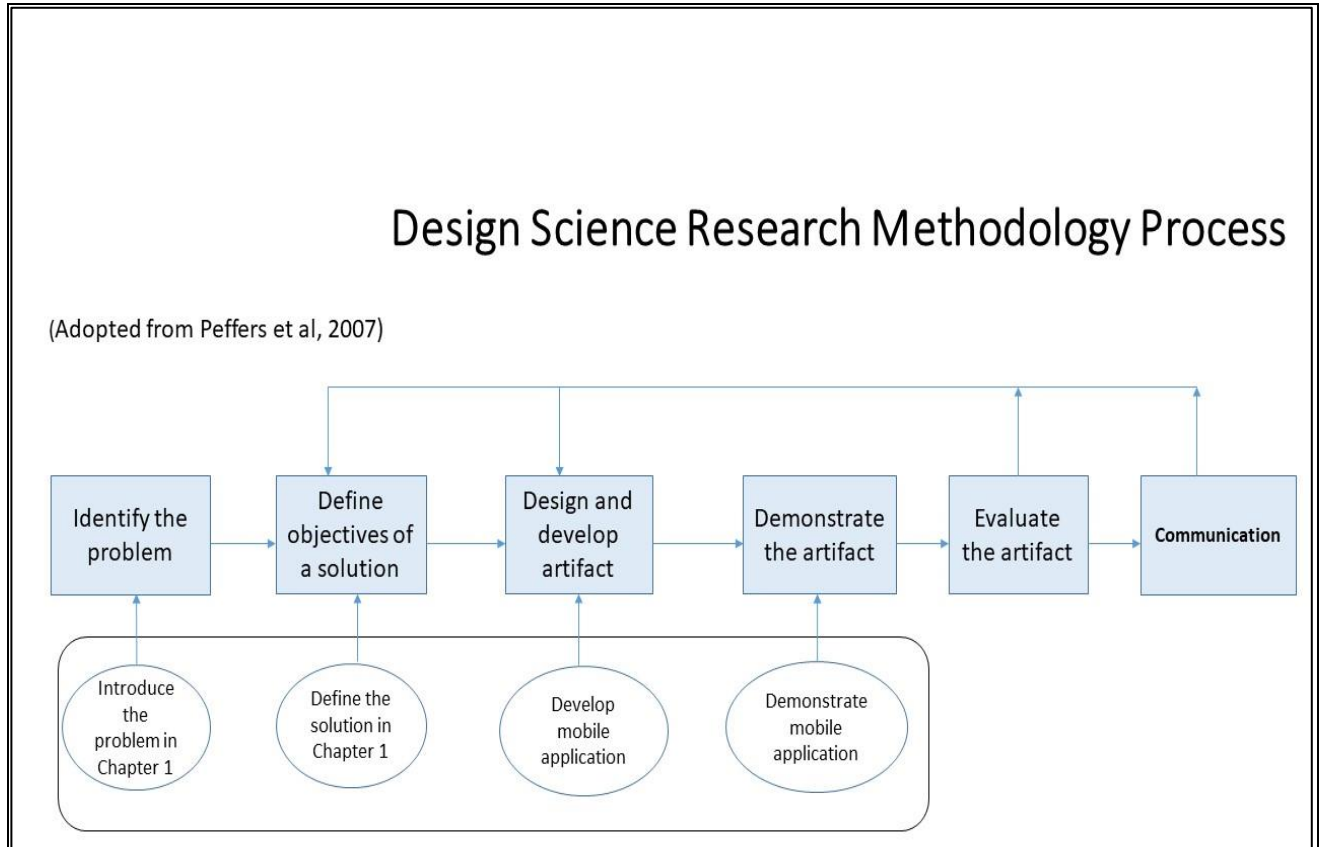 Design Science Research Methodology Process
(Adopted from Peffers et al, 2007)
Identify the
problem
Define
objectives of
a solution
Design and
develop
artifact
Demonstrate
the artifact
Evaluate
the artifact
Communication
Introduce
the
problem in
Chapter 1
Define the
solution in
Chapter 1
Develop
mobile
application
Demonstrate
mobile
application